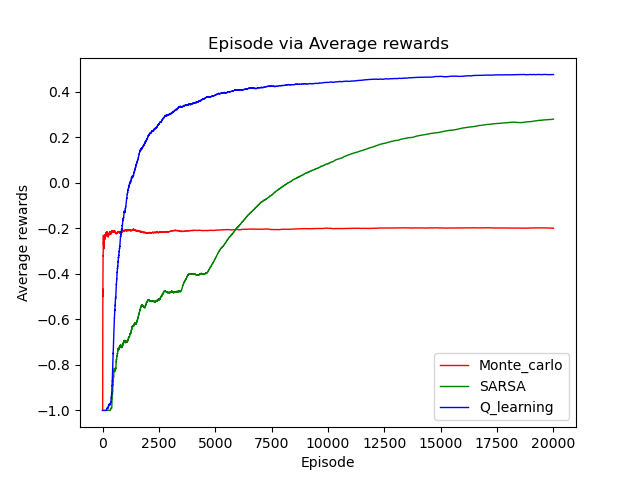 Episode via Average rewards
Average rewards
0.4
0.2
0.0
−0.2
−0.4
−0.6
−0.8
−1.0
Monte_carlo
SARSA
Q_learning
0 2500 5000 7500 10000 12500 15000 17500 20000
Episode